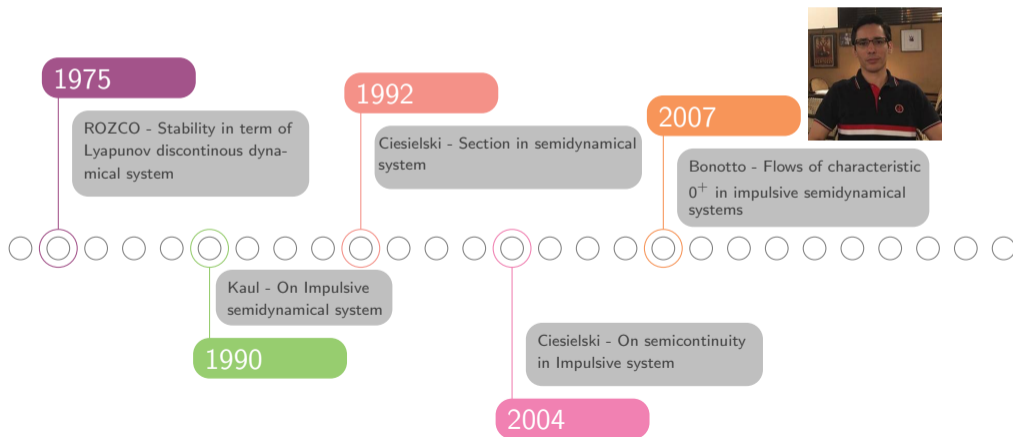 1975
ROZCO - Stability in term of
Lyapunov discontinous dyna-
mical system
Kaul - On Impulsive
semidynamical system
1990
1992
Ciesielski - Section in semidynamical
system
Ciesielski - On semicontinuity
in Impulsive system
2004
2007
Bonotto - Flows of characteristic
0⁺ in impulsive semidynamical
systems